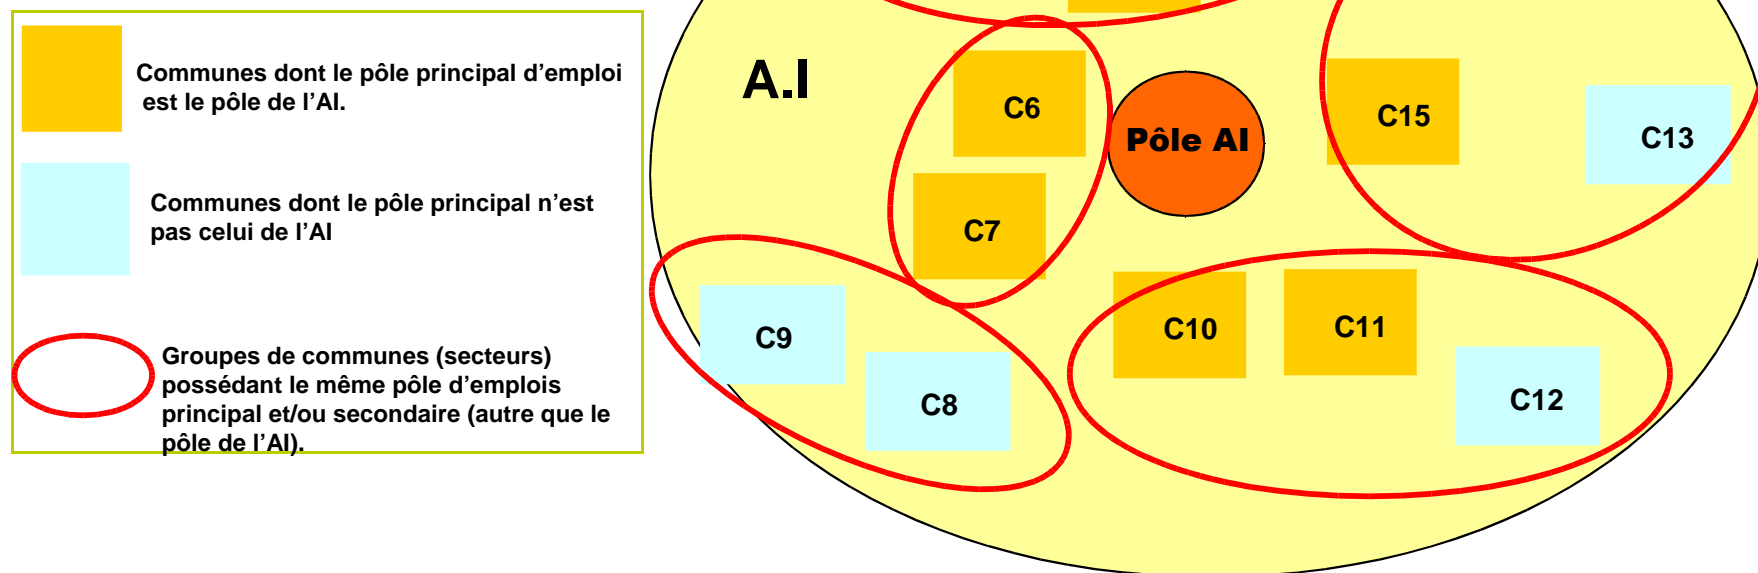 Communes dont le pôle principal d’emploi
est le pôle de l’AI.
Communes dont le pôle principal n’est
pas celui de l’AI
Groupes de communes (secteurs)
possédant le même pôle d’emplois
principal et/ou secondaire (autre que le
pôle de l’AI).
A.I
C6
Pôle AI
C15
C13
C7
C10
C11
C9
C8
C12